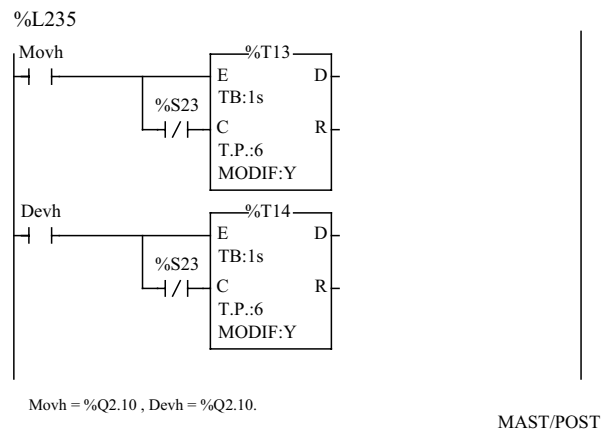 %L235
Movh
%T13
E D
TB:1s
%S23
C R
T.P.:6
MODIF:Y
Devh
%T14
E D
TB:1s
%S23
C R
T.P.:6
MODIF:Y
Movh = %Q2.10 , Devh = %Q2.10.
MAST/POST